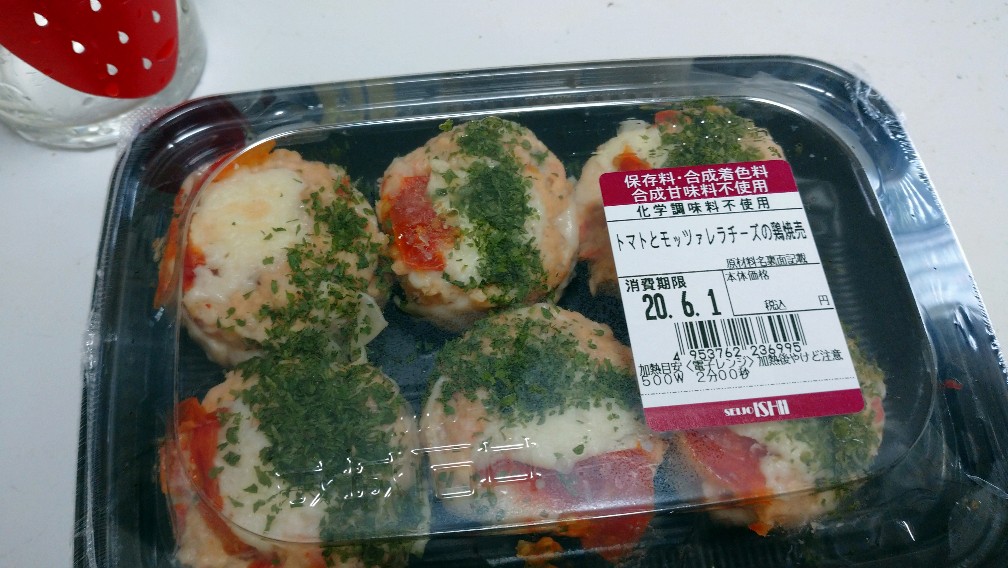 保存料・合成着色料
合成甘味料不使用
化学調味料不使用
トマトとモッツァレラチーズの鶏焼売
原材料名裏面記載
消費期限
本体価格
20.6.1
税込 円
4 953762 236995
加熱目安<電子レンジ>加熱後やけど注意
500W 2分00秒
SEIJO ISHII